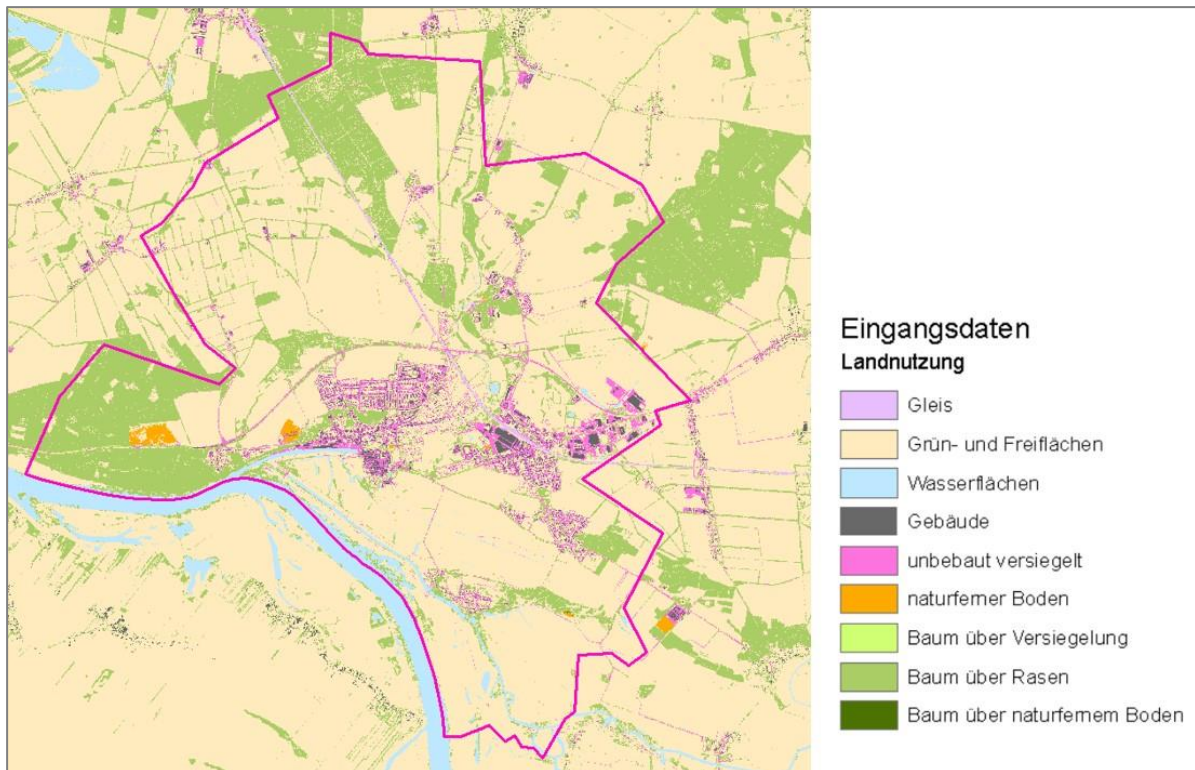 Eingangsdaten
Landnutzung
Gleis
Grün- und Freiflächen
Wasserflächen
Gebäude
unbebaut versiegelt
naturferner Boden
Baum über Versiegelung
Baum über Rasen
Baum über naturfernem Boden